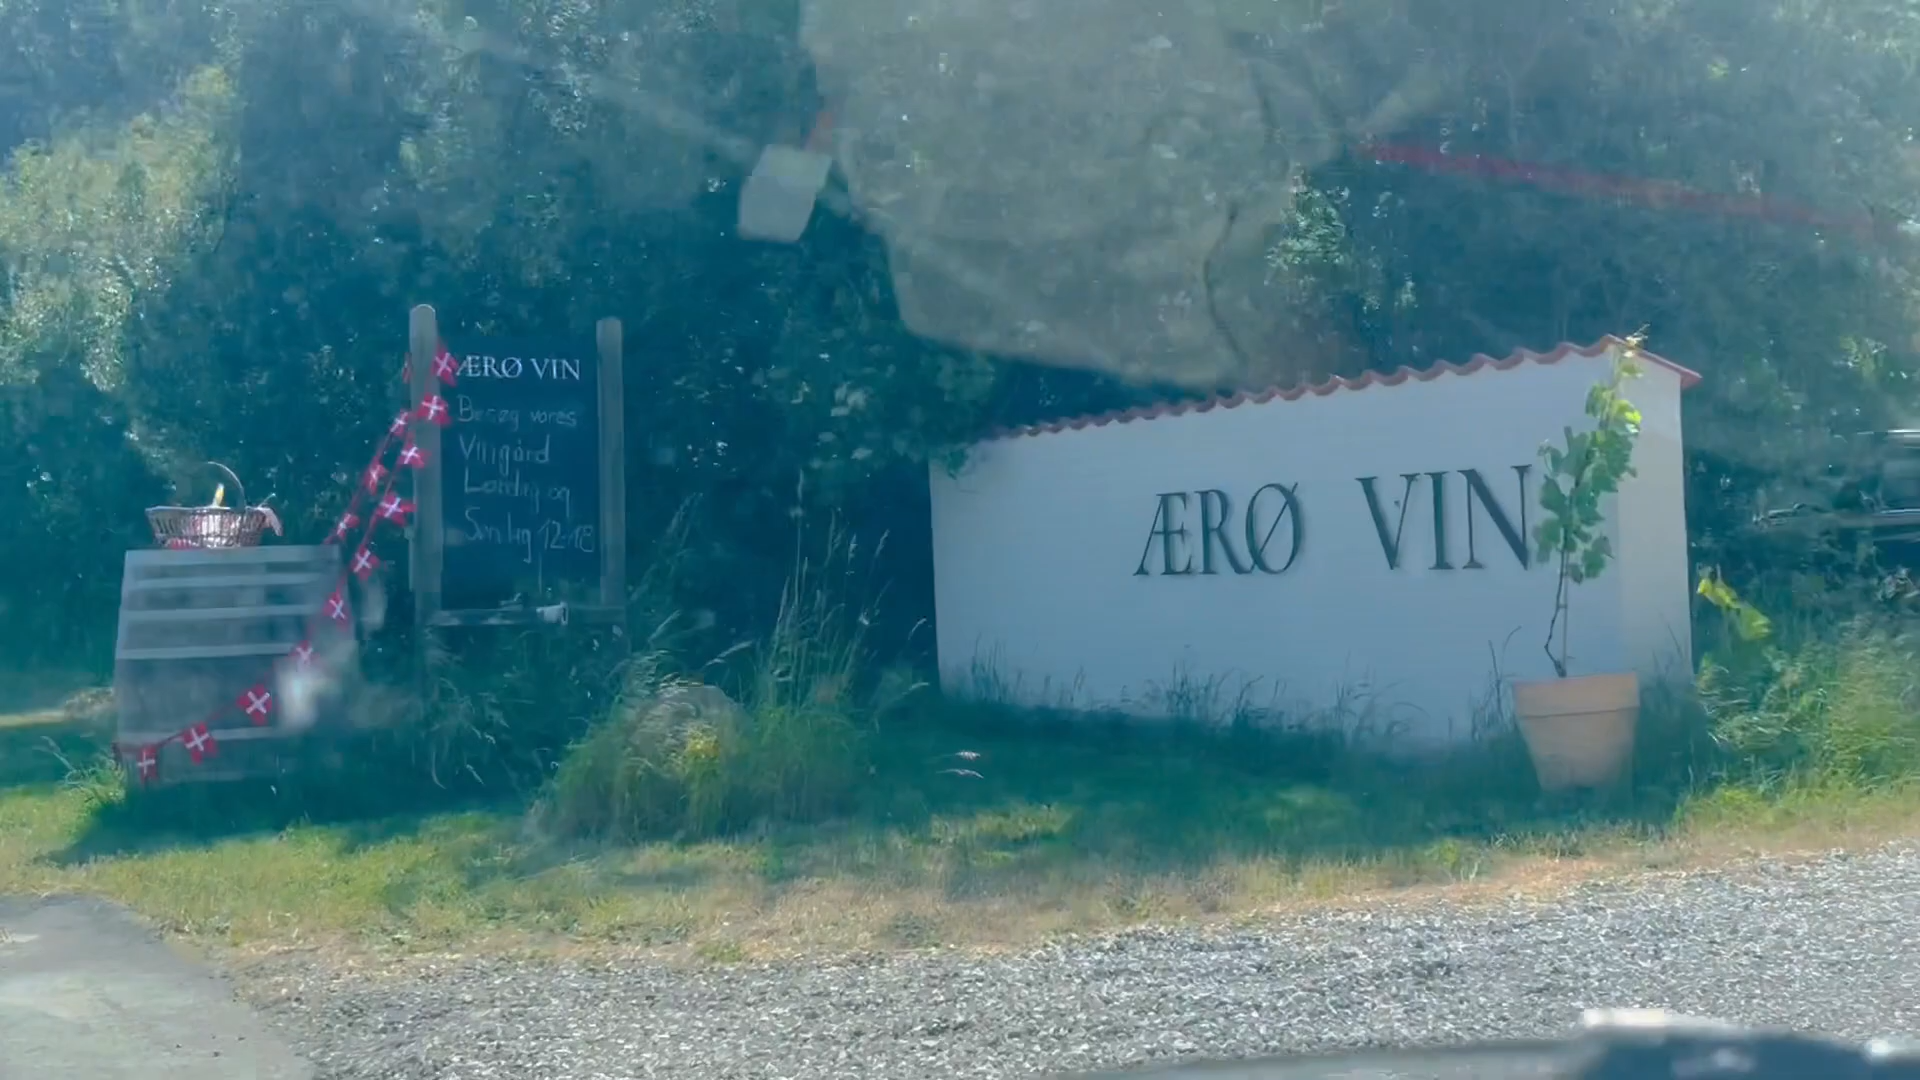 ÆRØ VIN
Besøg vores
Vingård
Lørdag og
Søndag 12-18
ÆRØ VIN